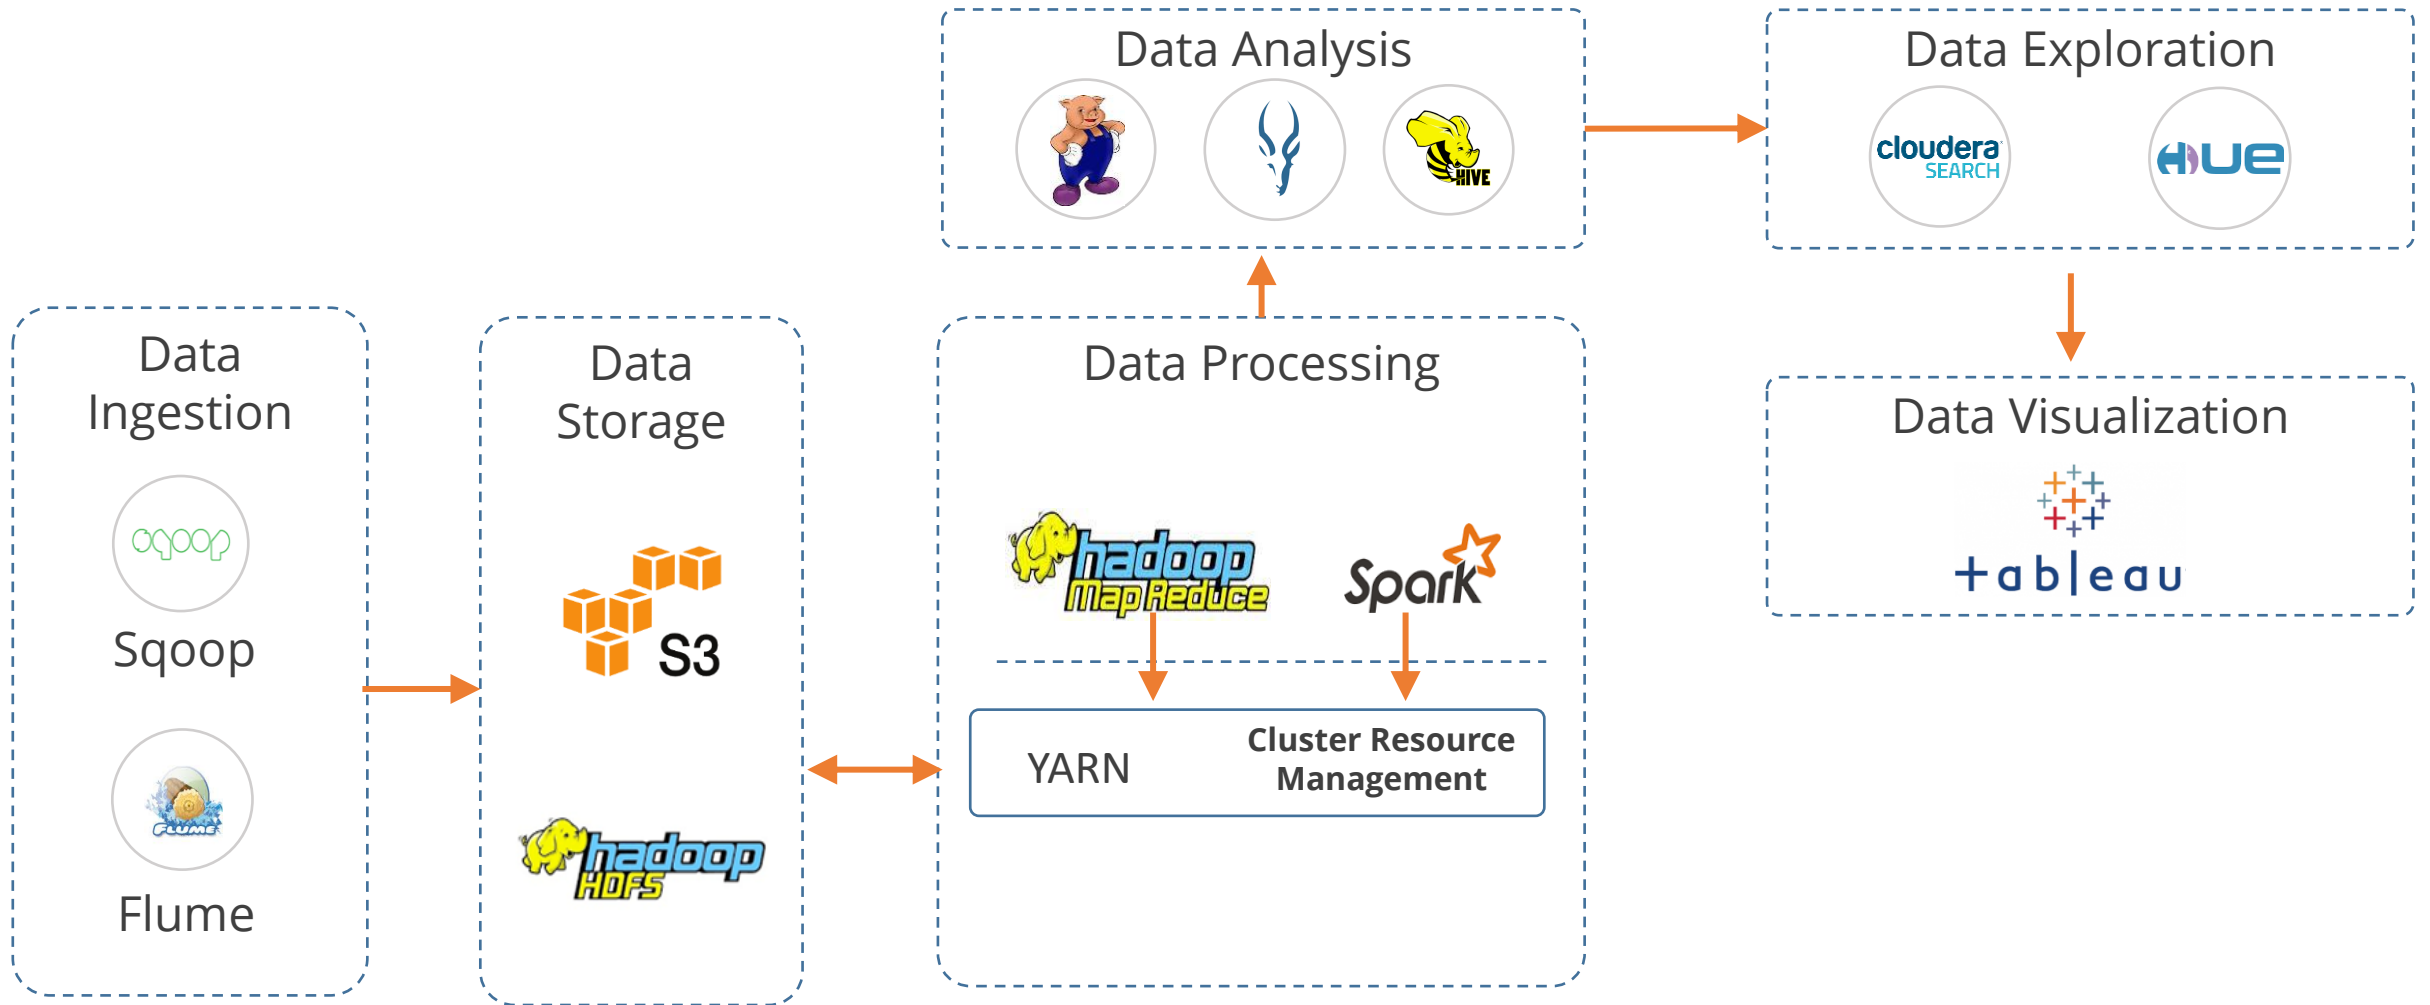 Data Analysis
HIVE
Data Exploration
cloudera
SEARCH
HUE
Data
Ingestion
sqoop
Sqoop
FLUME
Flume
Data
Storage
S3
hadoop
HDFS
Data Processing
hadoop
Map Reduce
Spark
YARN
Cluster Resource
Management
Data Visualization
+ableau